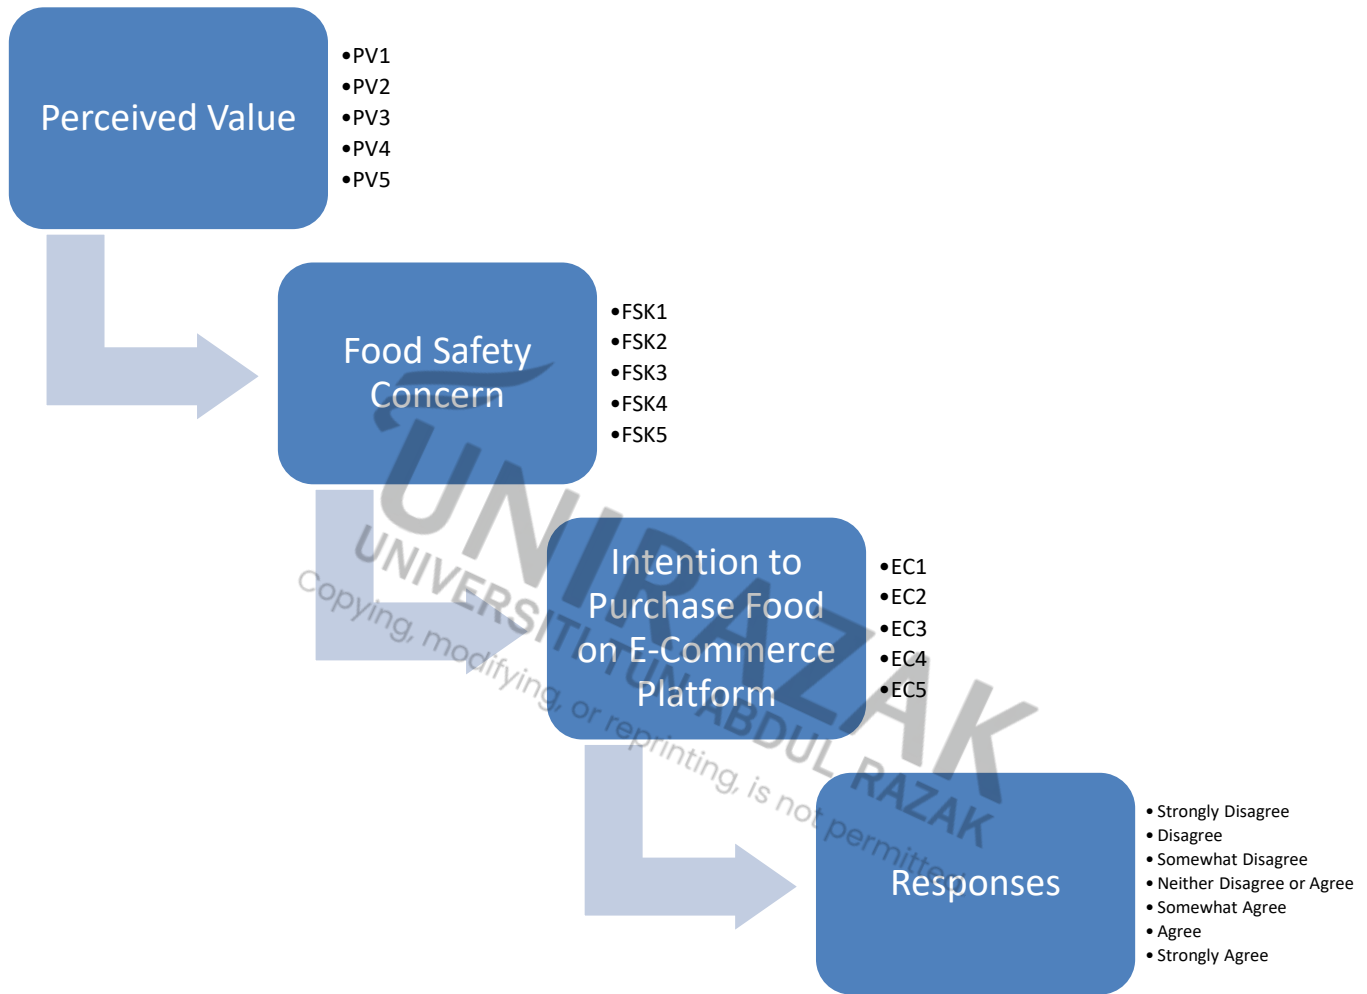 Perceived Value
•PV1
•PV2
•PV3
•PV4
•PV5
Food Safety
Concern
•FSK1
•FSK2
•FSK3
•FSK4
•FSK5
Intention to
Purchase Food
on E-Commerce
Platform
•EC1
•EC2
•EC3
•EC4
•EC5
Responses
• Strongly Disagree
• Disagree
• Somewhat Disagree
• Neither Disagree or Agree
• Somewhat Agree
• Agree
• Strongly Agree
UNIRAZAK
UNIVERSITI TUN ABDUL RAZAK
Copying, modifying, or reprinting, is not permitted